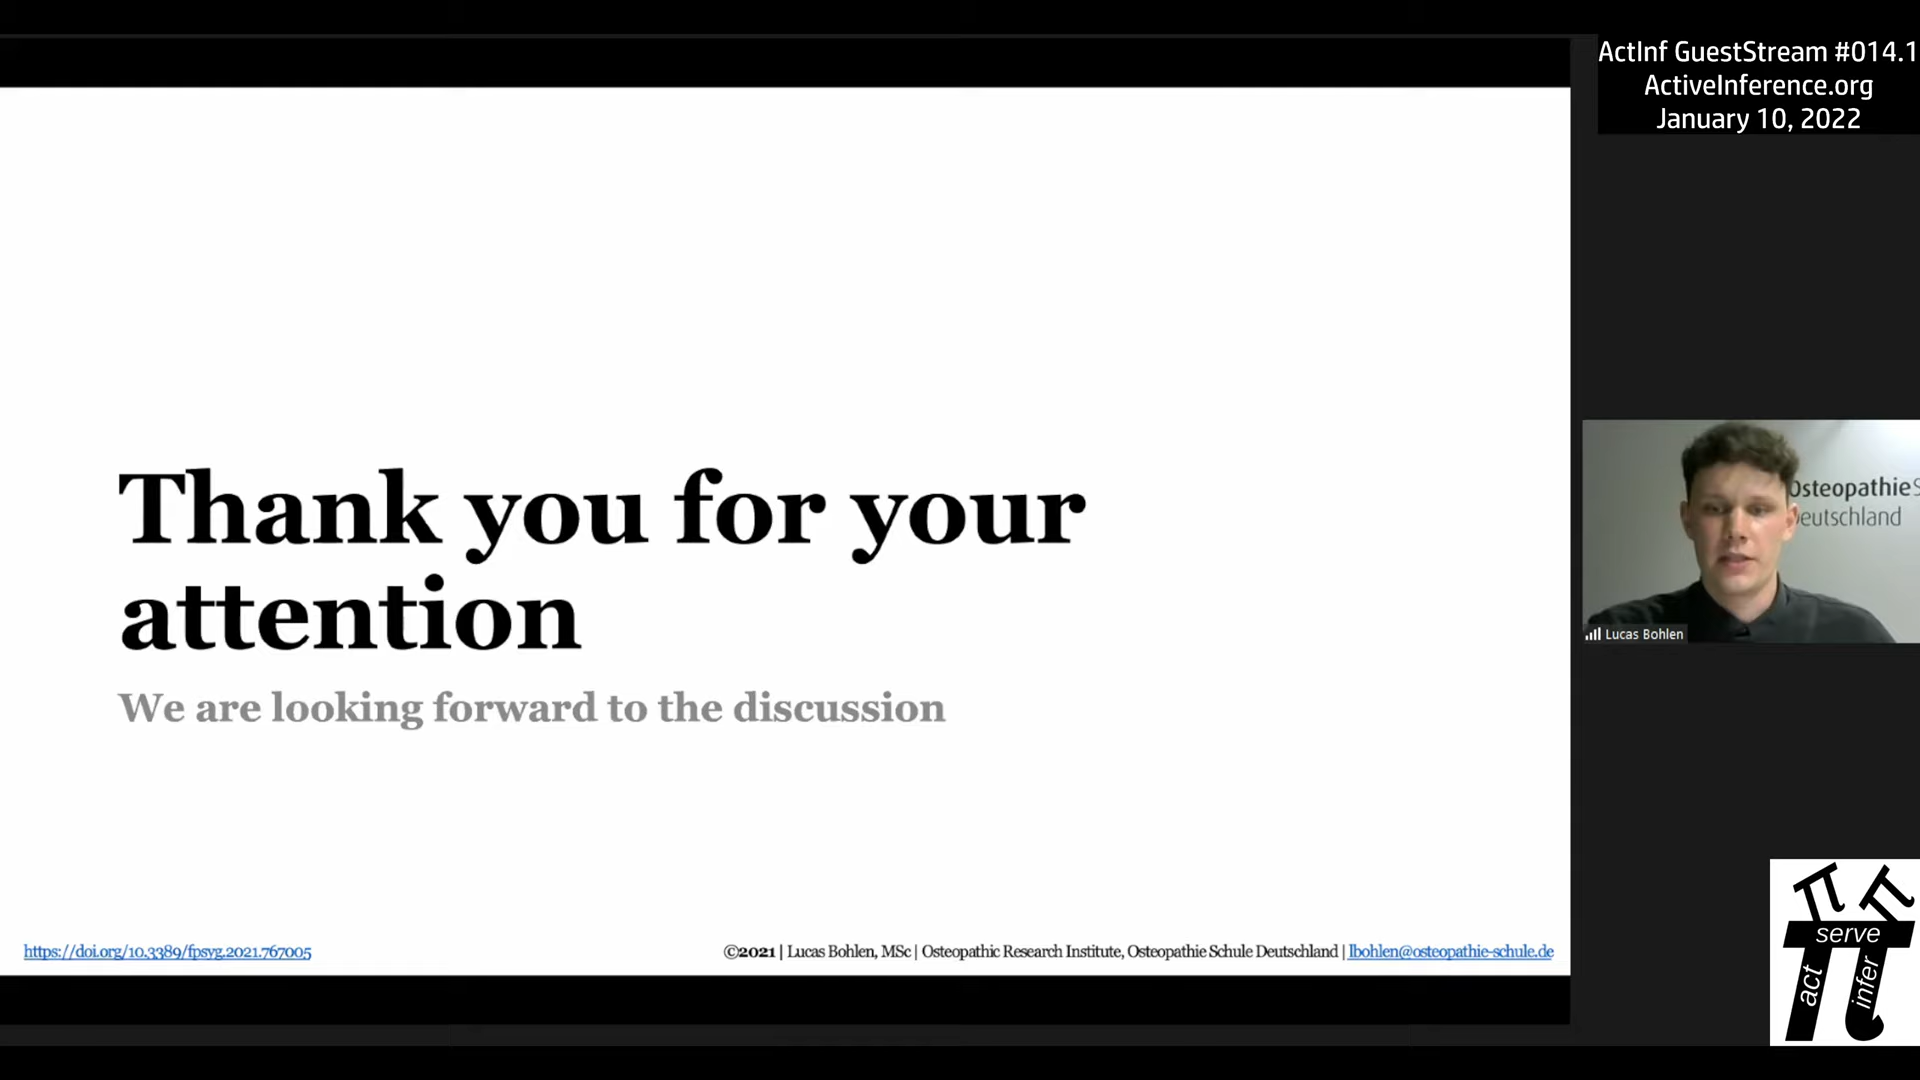 ActInf GuestStream #014.1
ActiveInference.org
January 10, 2022
Thank you for your
attention
We are looking forward to the discussion
Osteopathie
Deutschland
Lucas Bohlen
https://doi.org/10.3389/fpsyg.2021.767005
©2021 | Lucas Bohlen, MSc | Osteopathic Research Institute, Osteopathie Schule Deutschland | lbohlen@osteopathie-schule.de
serve
act
infer